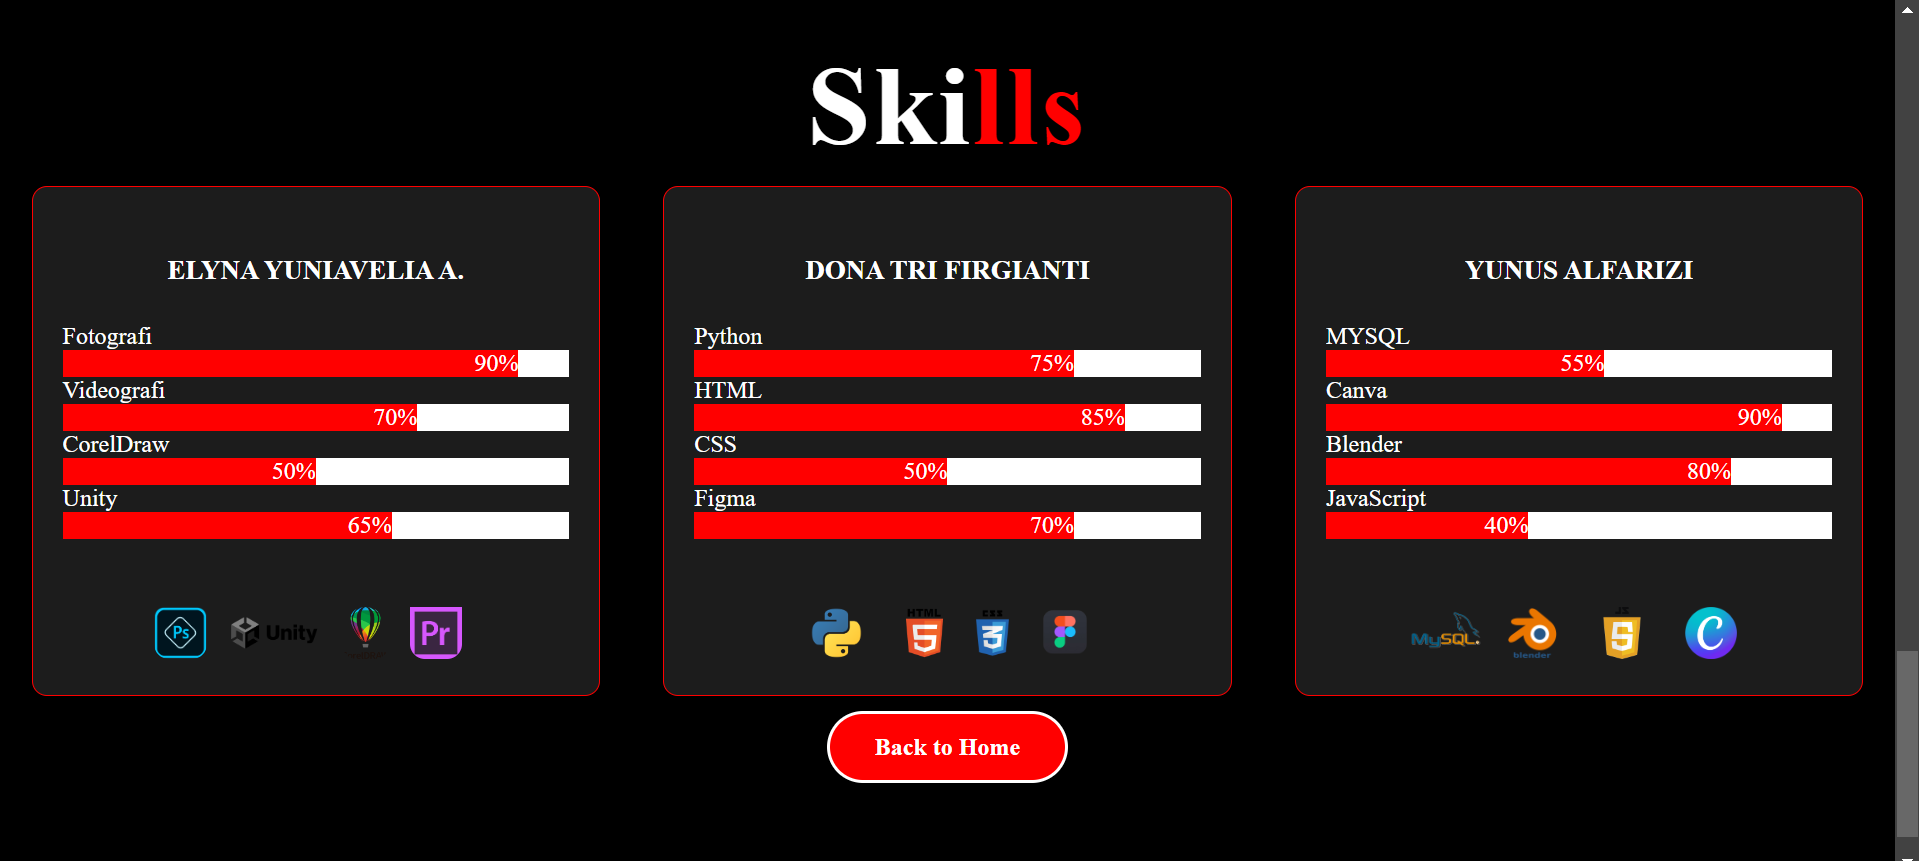 Skills
ELYNA YUNIAVELIA A.
Fotografi
90%
Videografi
70%
CorelDraw
50%
Unity
65%
Ps
Unity
Pr
DONA TRI FIRGIANTI
Python
75%
HTML
85%
CSS
50%
Figma
70%
HTML
5
CSS
3
YUNUS ALFARIZI
MYSQL
55%
Canva
90%
Blender
80%
JavaScript
40%
MySQL
blender
JS
S
C
Back to Home